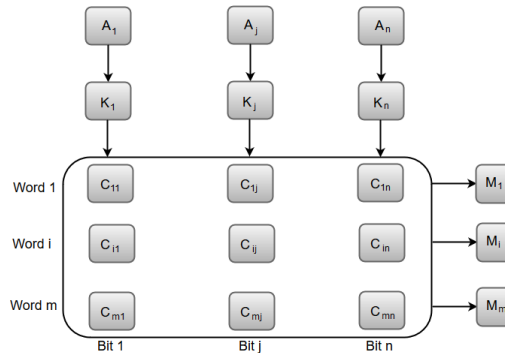 A1 Aj An
K1 Kj Kn
Word 1 C11 C1j C1n M1
Word i Ci1 Cij Cin Mi
Word m Cm1 Cmj Cmn Mm
Bit 1 Bit j Bit n